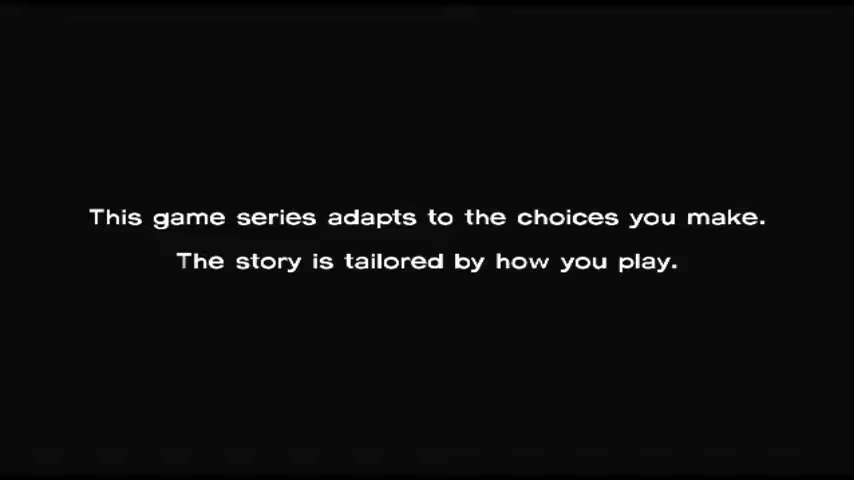 This game series adapts to the choices you make.
The story is tailored by how you play.